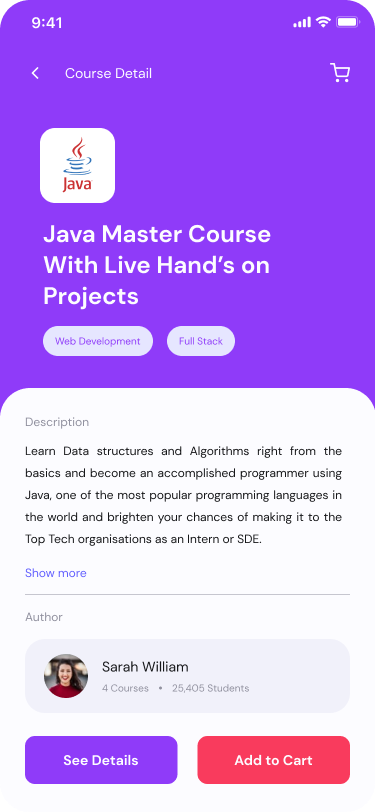 9:41
Course Detail
Java
Java Master Course
With Live Hand’s on
Projects
Web Development
Full Stack
Description
Learn Data structures and Algorithms right from the
basics and become an accomplished programmer using
Java, one of the most popular programming languages in
the world and brighten your chances of making it to the
Top Tech organisations as an Intern or SDE.
Show more
Author
Sarah William
4 Courses • 25,405 Students
See Details
Add to Cart